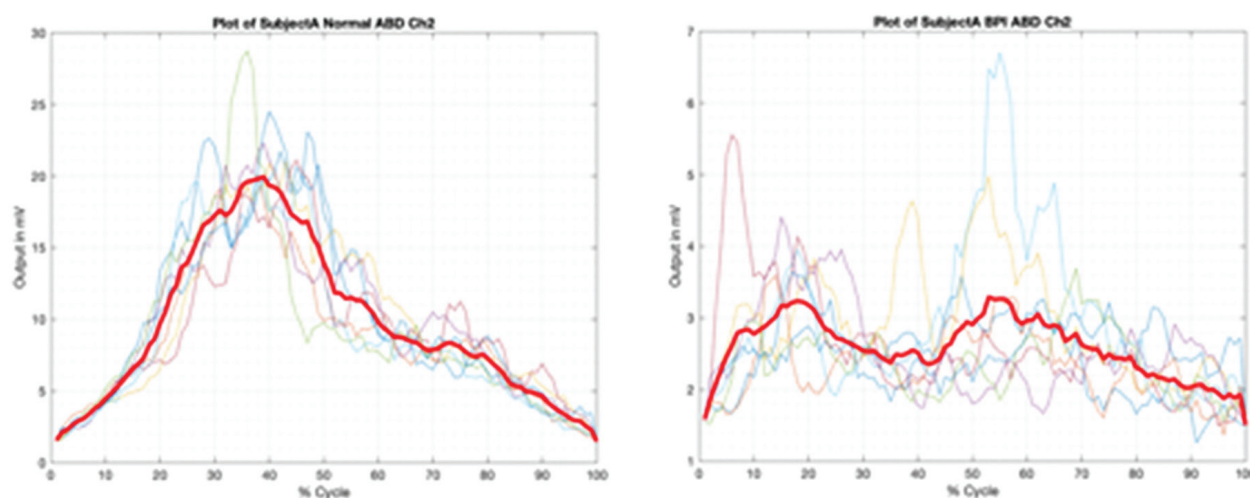 Plot of SubjectA Normal ABD Ch2
30
25
20
15
10
5
0
Output in mV
0 10 20 30 40 50 60 70 80 90 100
% Cycle
Plot of SubjectA BPI ABD Ch2
7
6
5
4
3
2
1
Output in mV
0 10 20 30 40 50 60 70 80 90 100
% Cycle